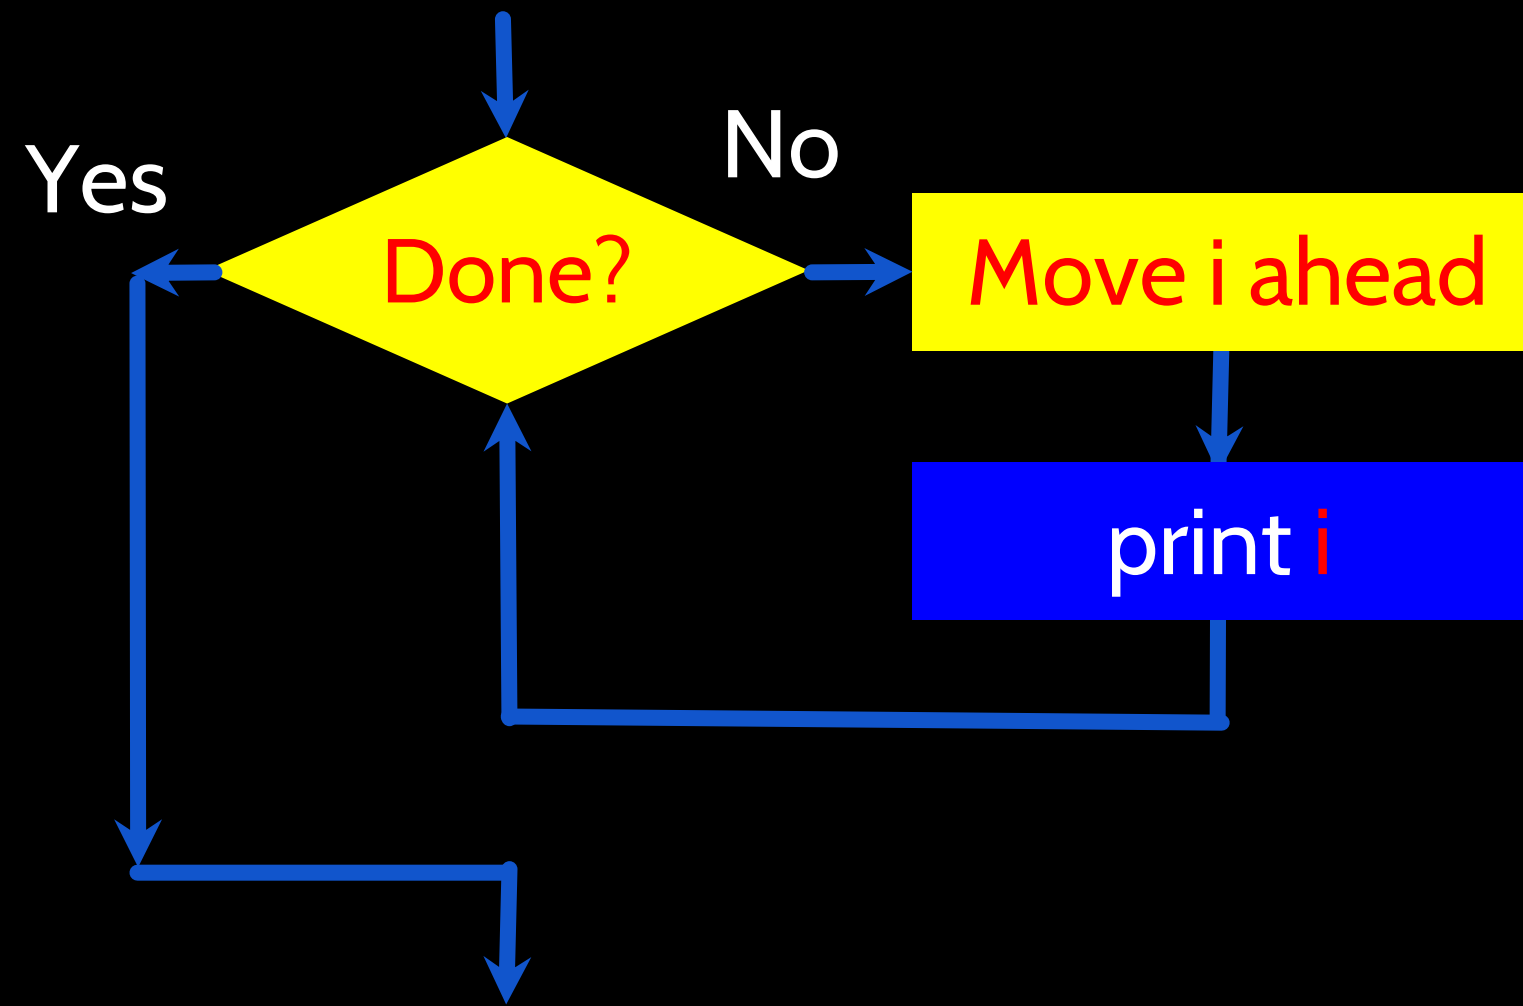 No
Yes
Done?
Move i ahead
print i